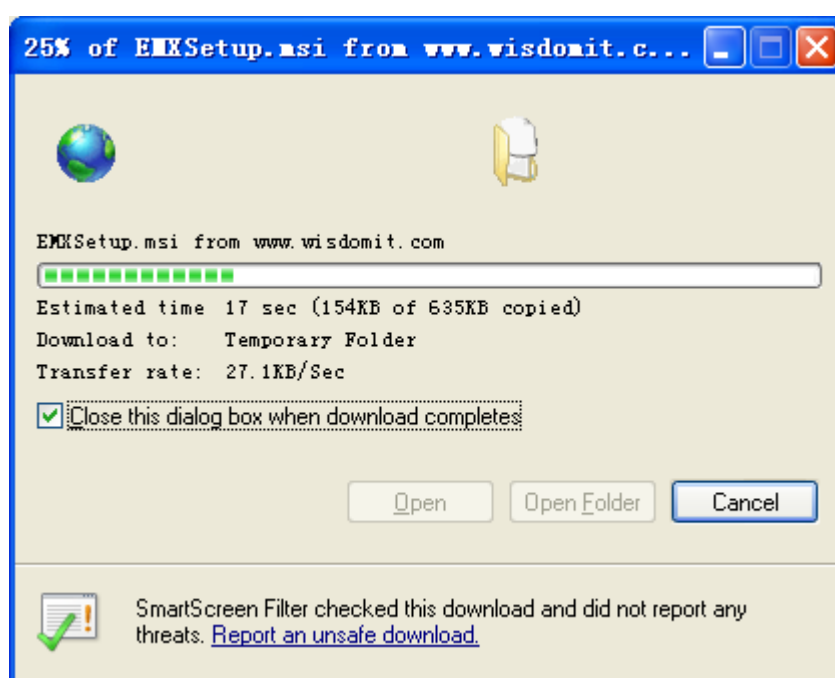 25% of EMXSetup.msi from www.wisdomit.c...
EMXSetup.msi from www.wisdomit.com
Estimated time 17 sec (154KB of 635KB copied)
Download to: Temporary Folder
Transfer rate: 27.1KB/Sec
Close this dialog box when download completes
Open Open Folder Cancel
SmartScreen Filter checked this download and did not report any
threats. Report an unsafe download.